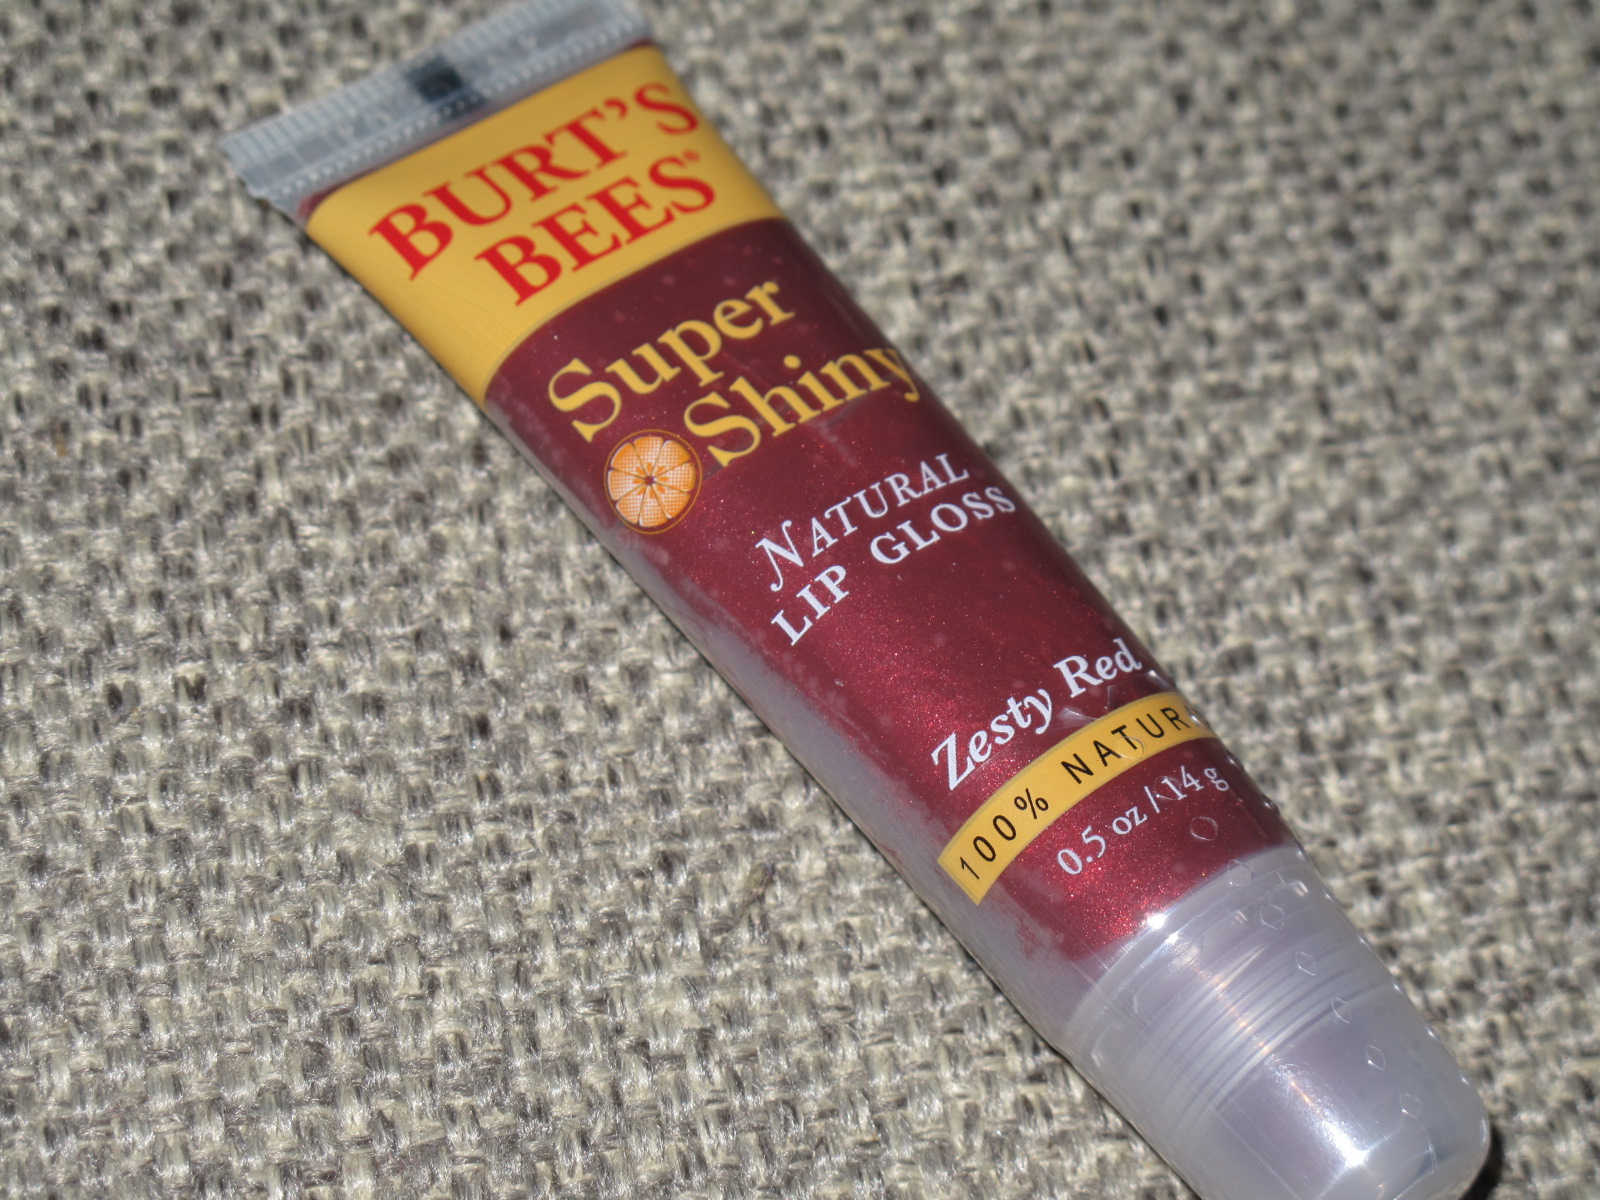 BURT'S
BEES®
Super
Shiny
NATURAL
LIP GLOSS
Zesty Red
100% NATUR
0.5 oz / 14 g